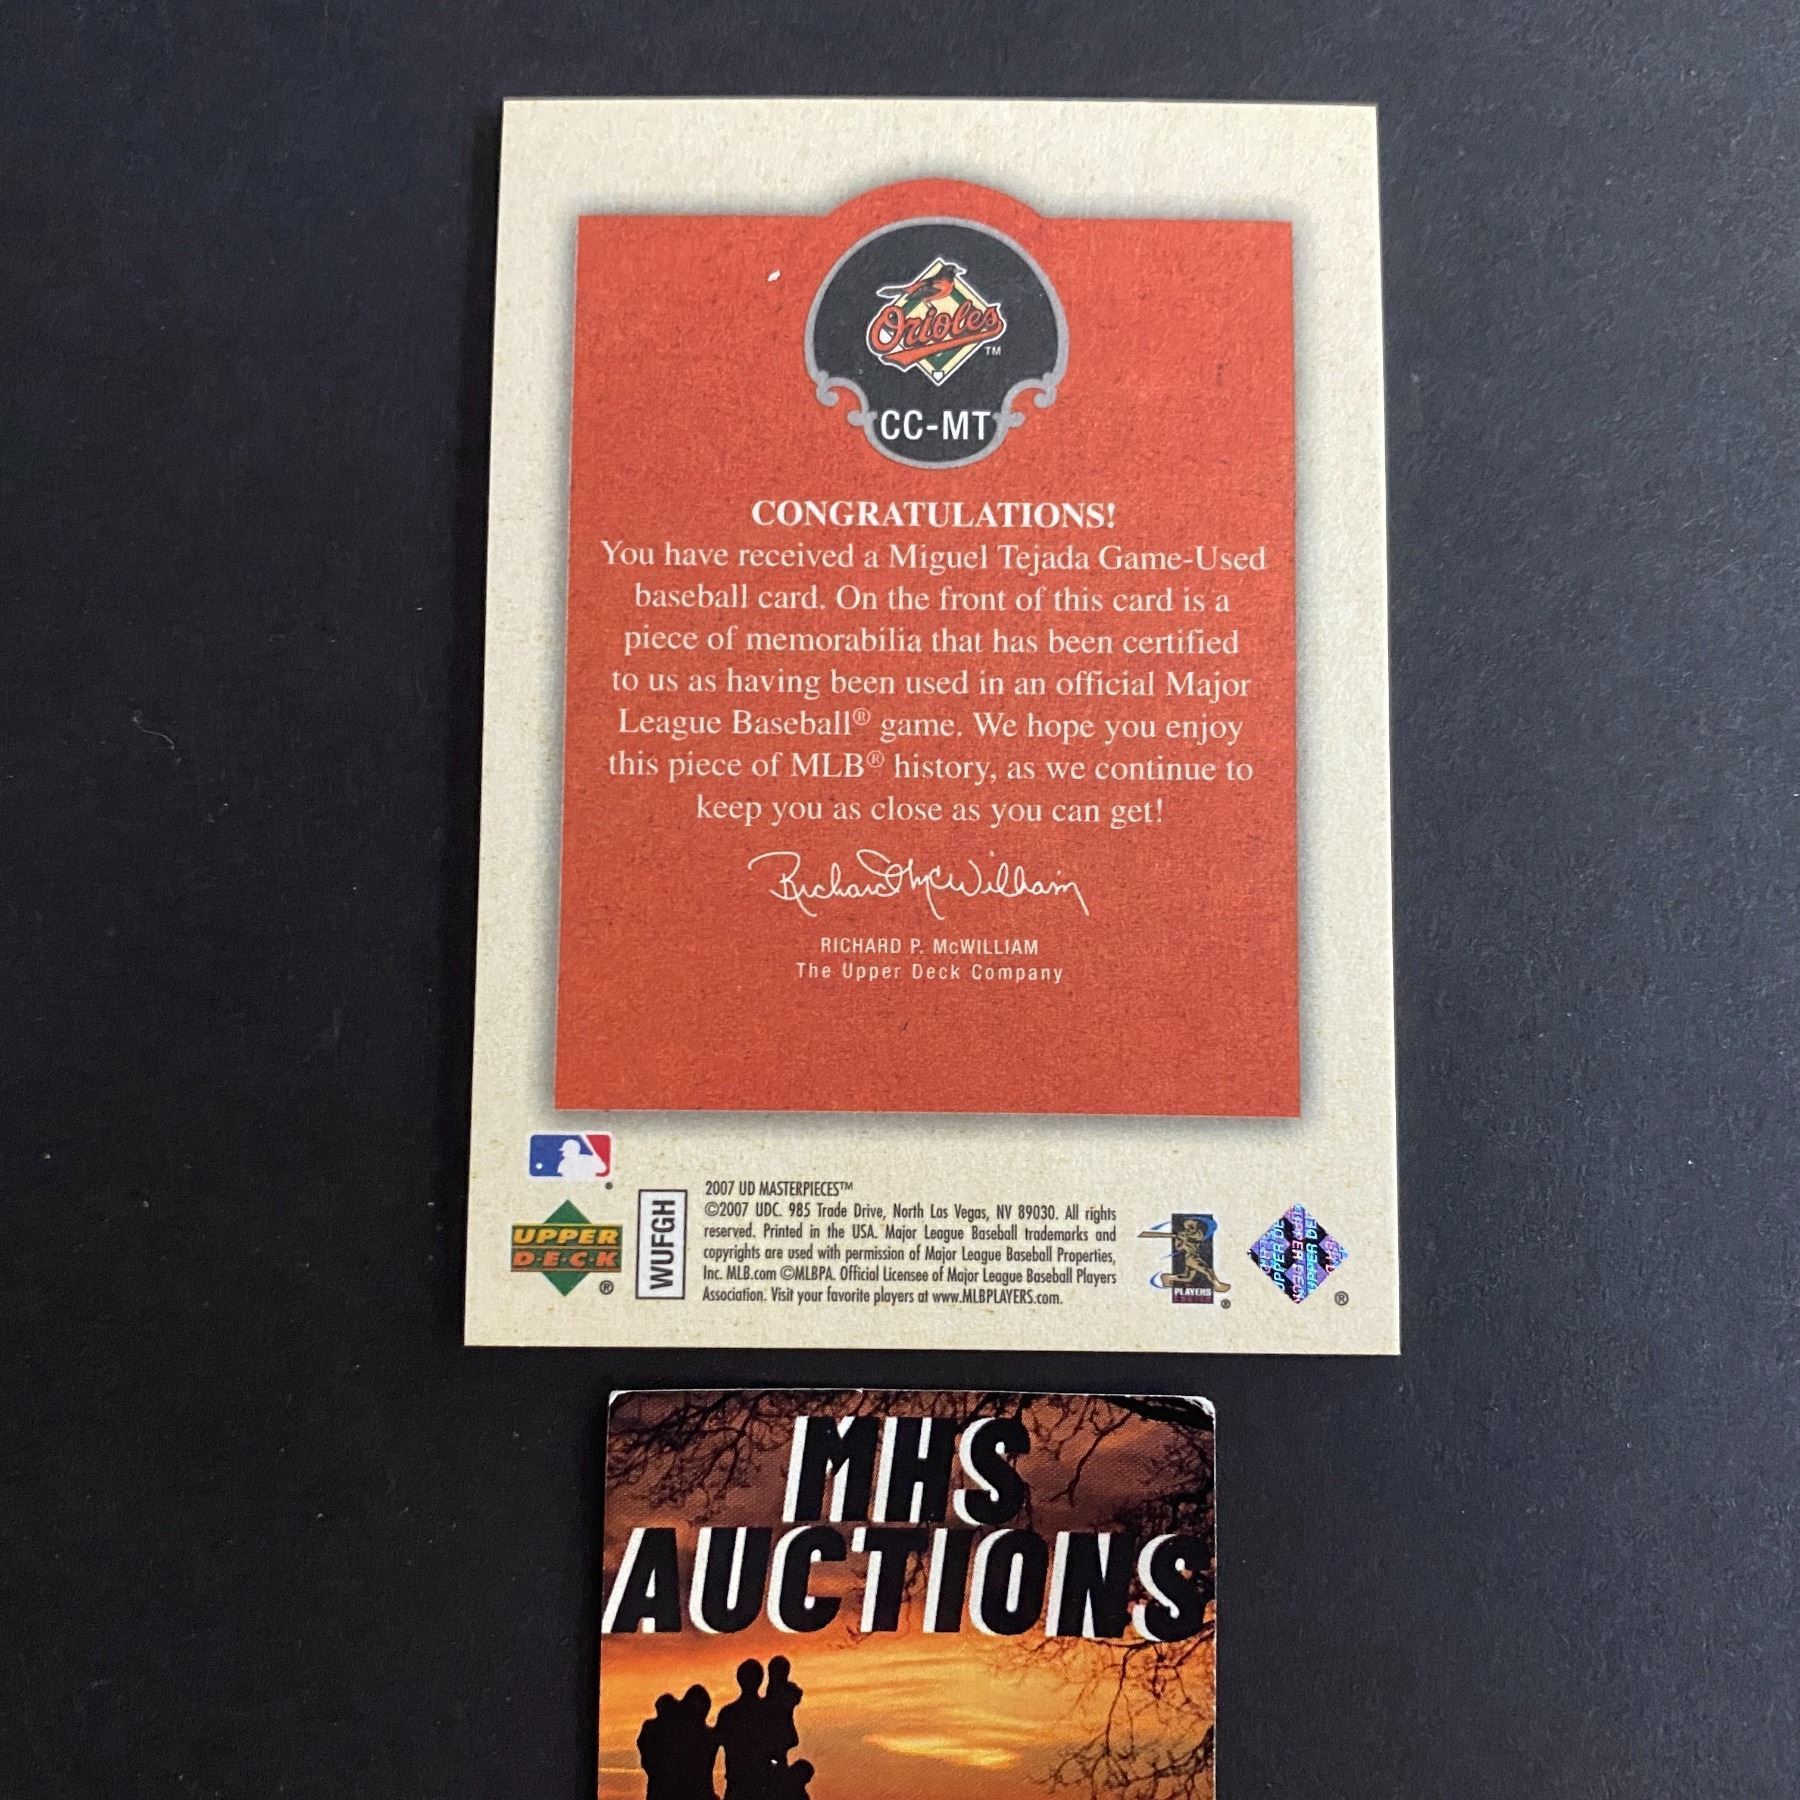 Orioles TM
CC-MT
CONGRATULATIONS!
You have received a Miguel Tejada Game-Used
baseball card. On the front of this card is a
piece of memorabilia that has been certified
to us as having been used in an official Major
League Baseball® game. We hope you enjoy
this piece of MLB® history, as we continue to
keep you as close as you can get!
Richard McWilliam
RICHARD P. McWILLIAM
The Upper Deck Company
UPPER
D·E·C·K
®
WUFGH
2007 UD MASTERPIECES™
©2007 UDC. 985 Trade Drive, North Las Vegas, NV 89030. All rights
reserved. Printed in the USA. Major League Baseball trademarks and
copyrights are used with permission of Major League Baseball Properties,
Inc. MLB.com ©MLBPA. Official Licensee of Major League Baseball Players
Association. Visit your favorite players at www.MLBPLAYERS.com.
PLAYERS
®
UPPER DE
®
MHS
AUCTIONS